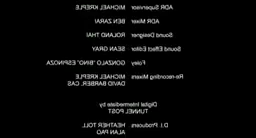 ADR Supervisor MICHAEL KREPLE
ADR Mixer BEN ZARAI
Sound Designer ROLAND THAI
Sound Effect Editor SEAN GRAY
Foley GONZALO "BINO" ESPINOZA
Re-recording Mixers MICHAEL KREPLE
DAVID BARBER, CAS
Digital Intermediate by
TUNNEL POST
D.I. Producers HEATHER TOLL
ALAN PAO